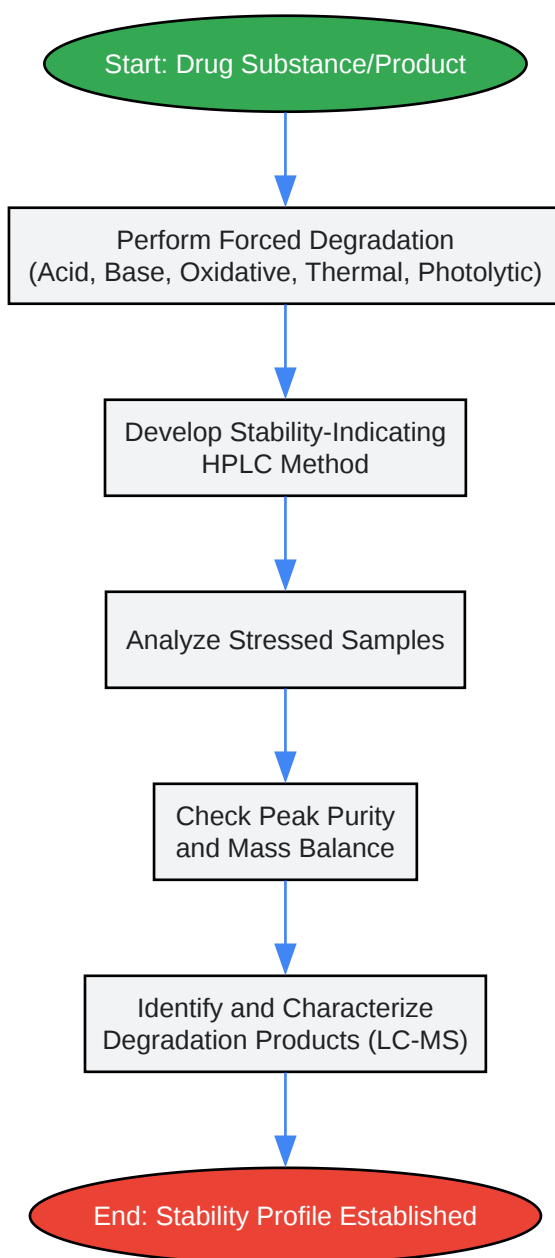 Start: Drug Substance/Product
Perform Forced Degradation
(Acid, Base, Oxidative, Thermal, Photolytic)
Develop Stability-Indicating
HPLC Method
Analyze Stressed Samples
Check Peak Purity
and Mass Balance
Identify and Characterize
Degradation Products (LC-MS)
End: Stability Profile Established